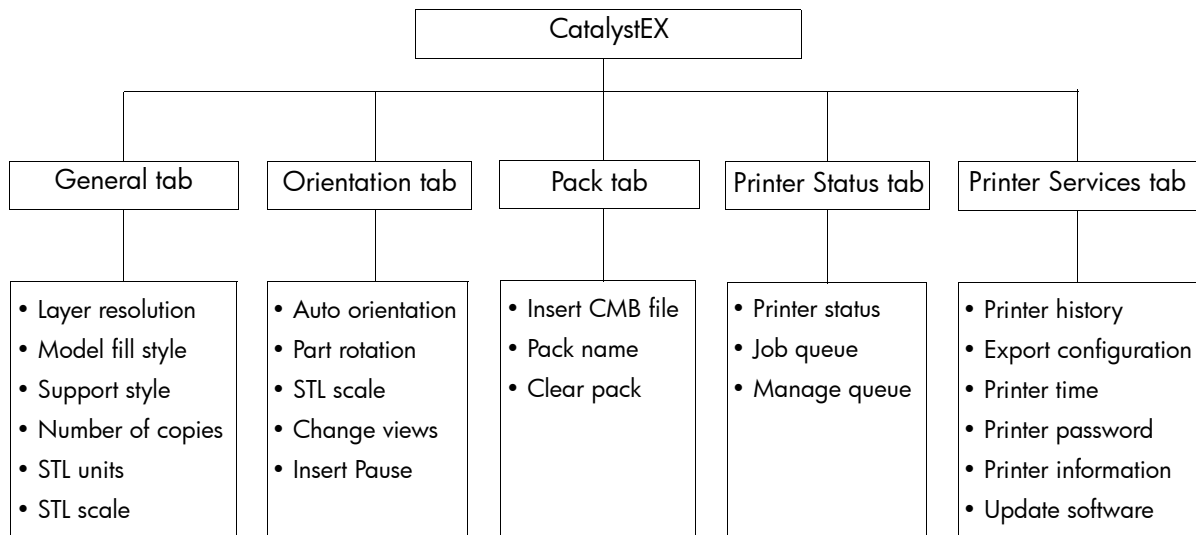 CatalystEX
General tab
Orientation tab
Pack tab
Printer Status tab
Printer Services tab
• Layer resolution
• Model fill style
• Support style
• Number of copies
• STL units
• STL scale
• Auto orientation
• Part rotation
• STL scale
• Change views
• Insert Pause
• Insert CMB file
• Pack name
• Clear pack
• Printer status
• Job queue
• Manage queue
• Printer history
• Export configuration
• Printer time
• Printer password
• Printer information
• Update software